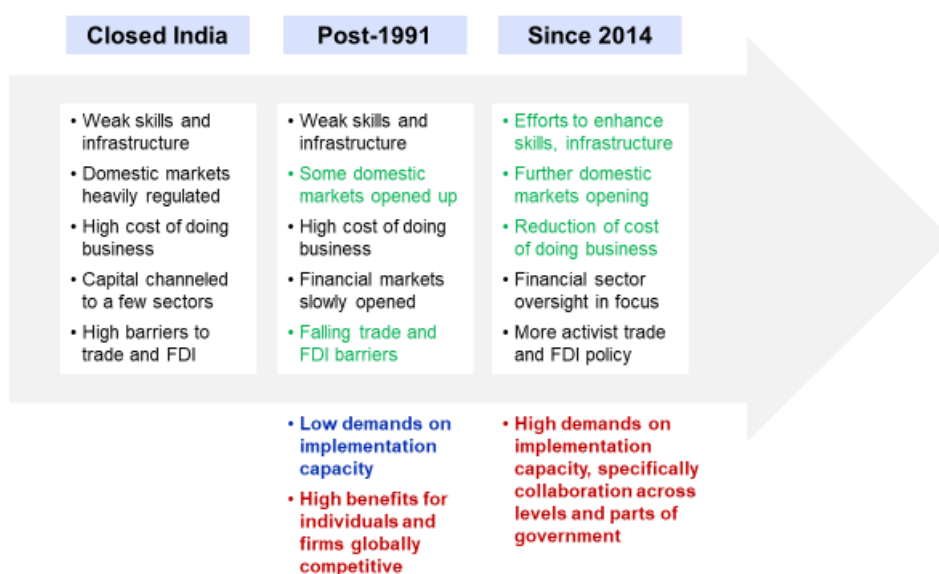 Closed India
Post-1991
Since 2014
• Weak skills and
infrastructure
• Domestic markets
heavily regulated
• High cost of doing
business
• Capital channeled
to a few sectors
• High barriers to
trade and FDI
• Weak skills and
infrastructure
• Some domestic
markets opened up
• High cost of doing
business
• Financial markets
slowly opened
• Falling trade and
FDI barriers
• Efforts to enhance
skills, infrastructure
• Further domestic
markets opening
• Reduction of cost
of doing business
• Financial sector
oversight in focus
• More activist trade
and FDI policy
• Low demands on
implementation
capacity
• High benefits for
individuals and
firms globally
competitive
• High demands on
implementation
capacity, specifically
collaboration across
levels and parts of
government